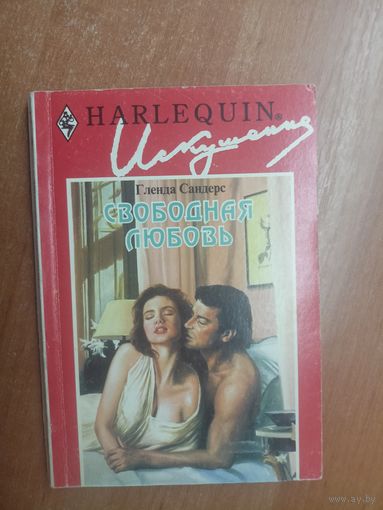 HARLEQUIN®
Искушение
Гленда Сандерс
СВОБОДНАЯ
ЛЮБОВЬ
www.ay.by